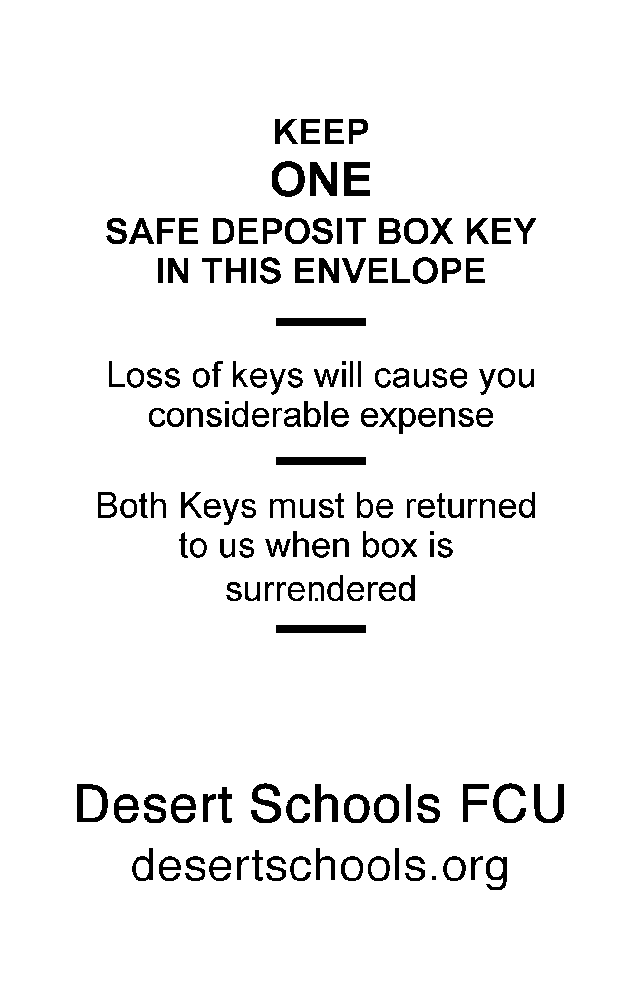 KEEP
ONE
SAFE DEPOSIT BOX KEY
IN THIS ENVELOPE
Loss of keys will cause you
considerable expense
Both Keys must be returned
to us when box is
surrendered
Desert Schools FCU
desertschools.org